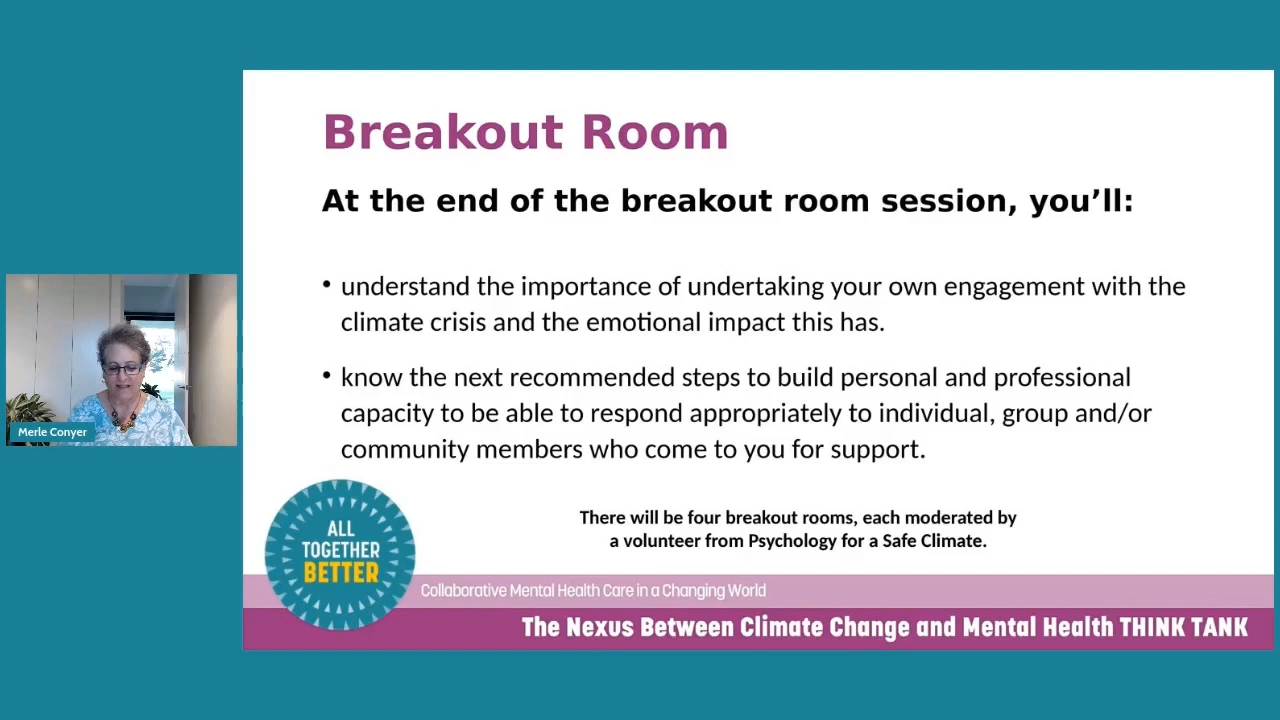 Breakout Room
At the end of the breakout room session, you’ll:
• understand the importance of undertaking your own engagement with the
climate crisis and the emotional impact this has.
• know the next recommended steps to build personal and professional
capacity to be able to respond appropriately to individual, group and/or
community members who come to you for support.
Merle Conyer
There will be four breakout rooms, each moderated by
a volunteer from Psychology for a Safe Climate.
ALL
TOGETHER
BETTER
Collaborative Mental Health Care in a Changing World
The Nexus Between Climate Change and Mental Health THINK TANK